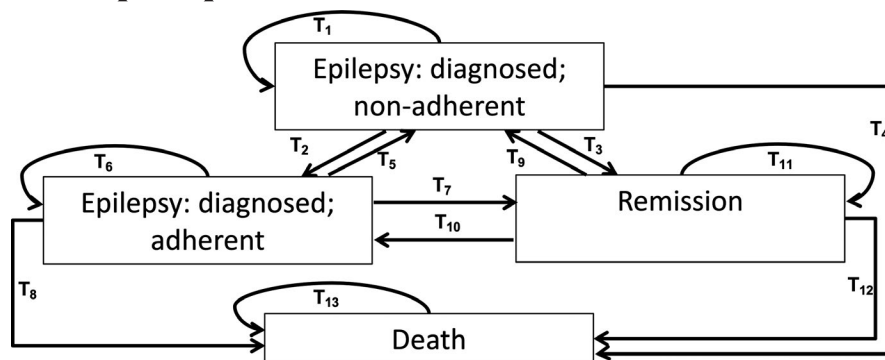 T₁
Epilepsy: diagnosed;
non-adherent
T₂
T₅
T₉
T₃
T₄
T₆
T₇
T₁₁
Epilepsy: diagnosed;
adherent
Remission
T₁₀
T₈
T₁₂
T₁₃
Death